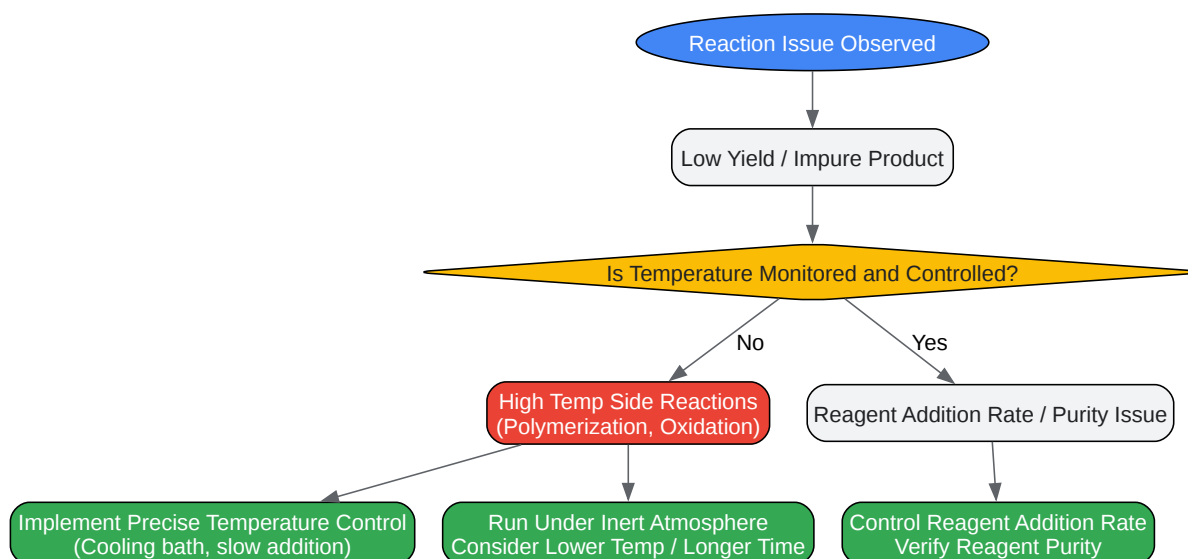 Reaction Issue Observed
Low Yield / Impure Product
Is Temperature Monitored and Controlled?
No
Yes
High Temp Side Reactions
(Polymerization, Oxidation)
Reagent Addition Rate / Purity Issue
Implement Precise Temperature Control
(Cooling bath, slow addition)
Run Under Inert Atmosphere
Consider Lower Temp / Longer Time
Control Reagent Addition Rate
Verify Reagent Purity